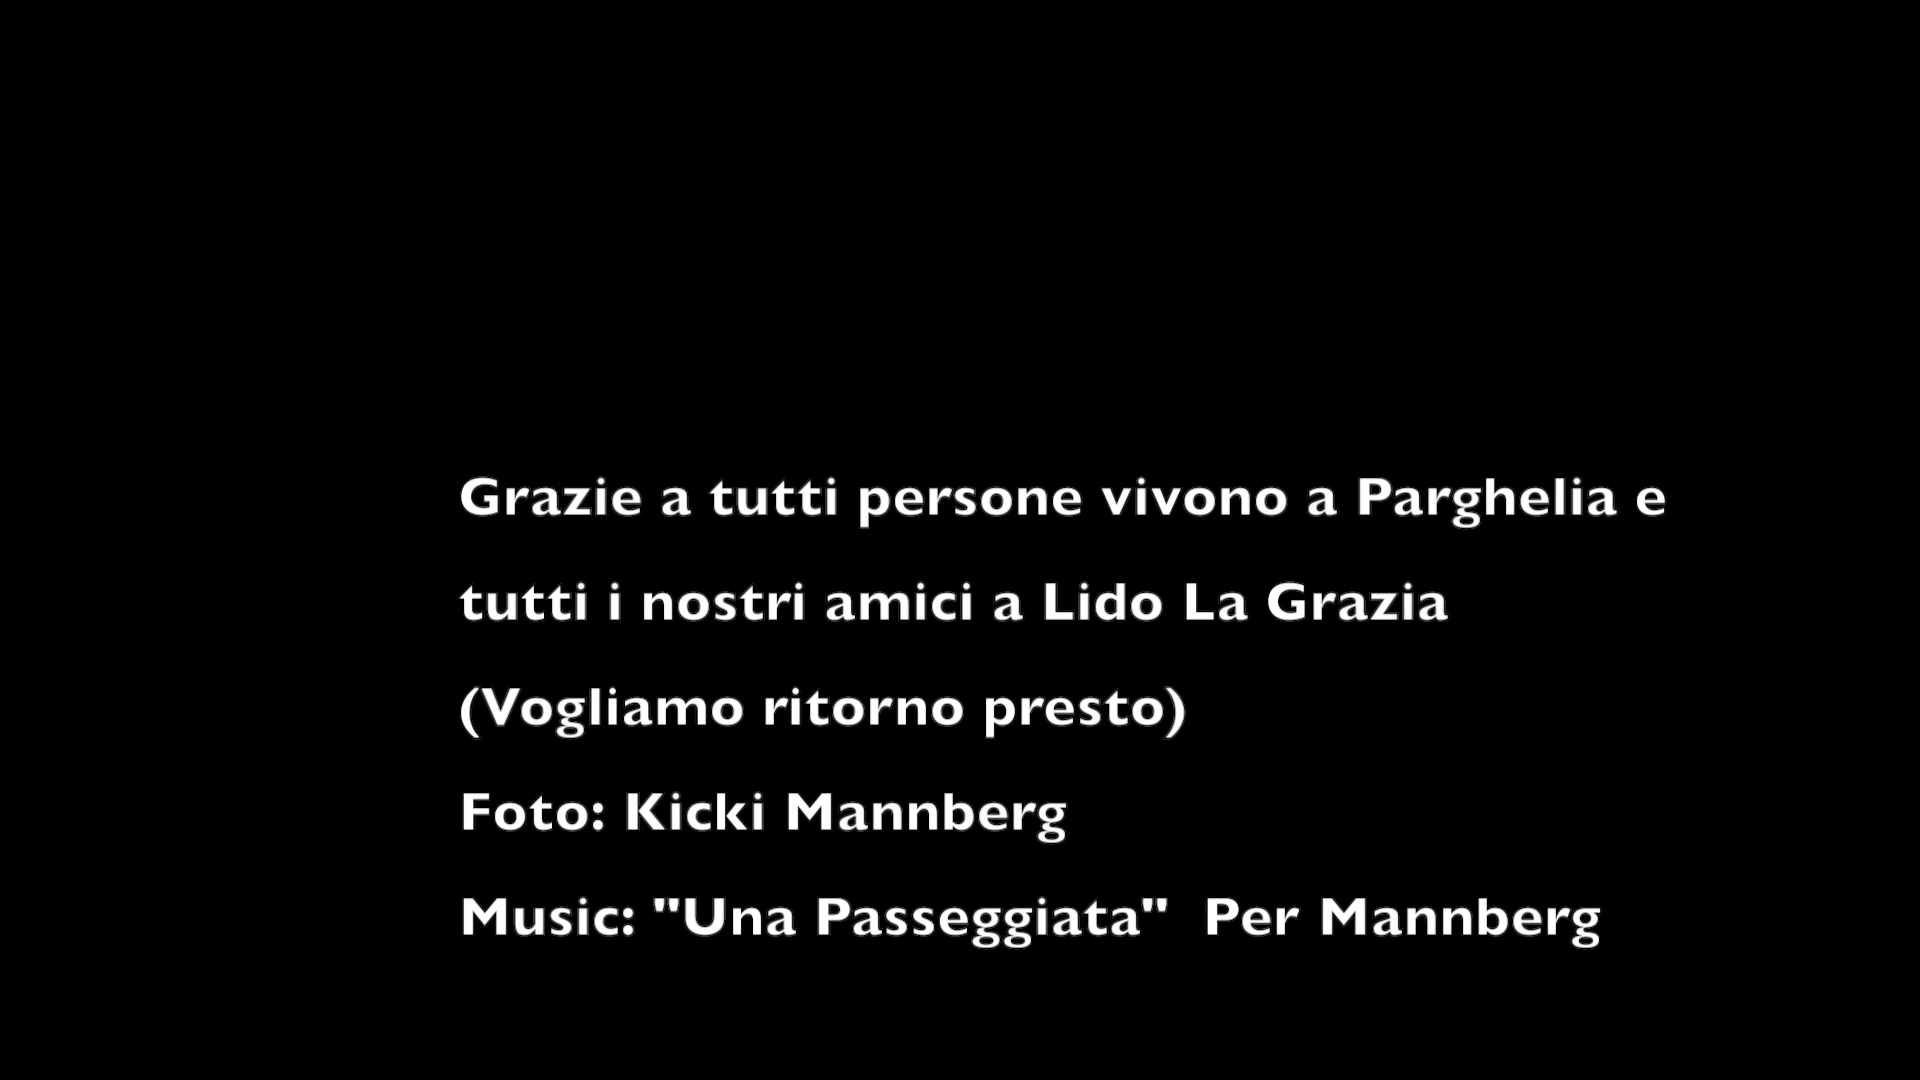 Grazie a tutti persone vivono a Parghelia e
tutti i nostri amici a Lido La Grazia
(Vogliamo ritorno presto)
Foto: Kicki Mannberg
Music: "Una Passeggiata"  Per Mannberg